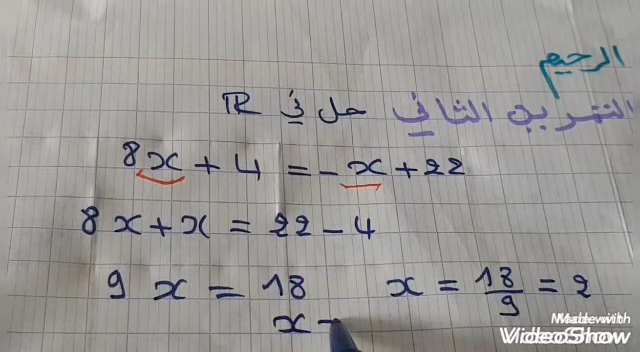 الرحيم
التمرين الثاني حل في IR
8x + 4 = -x + 22
8x + x = 22 - 4
9x = 18 x = 18/9 = 2
x =
Made with
VideoShow